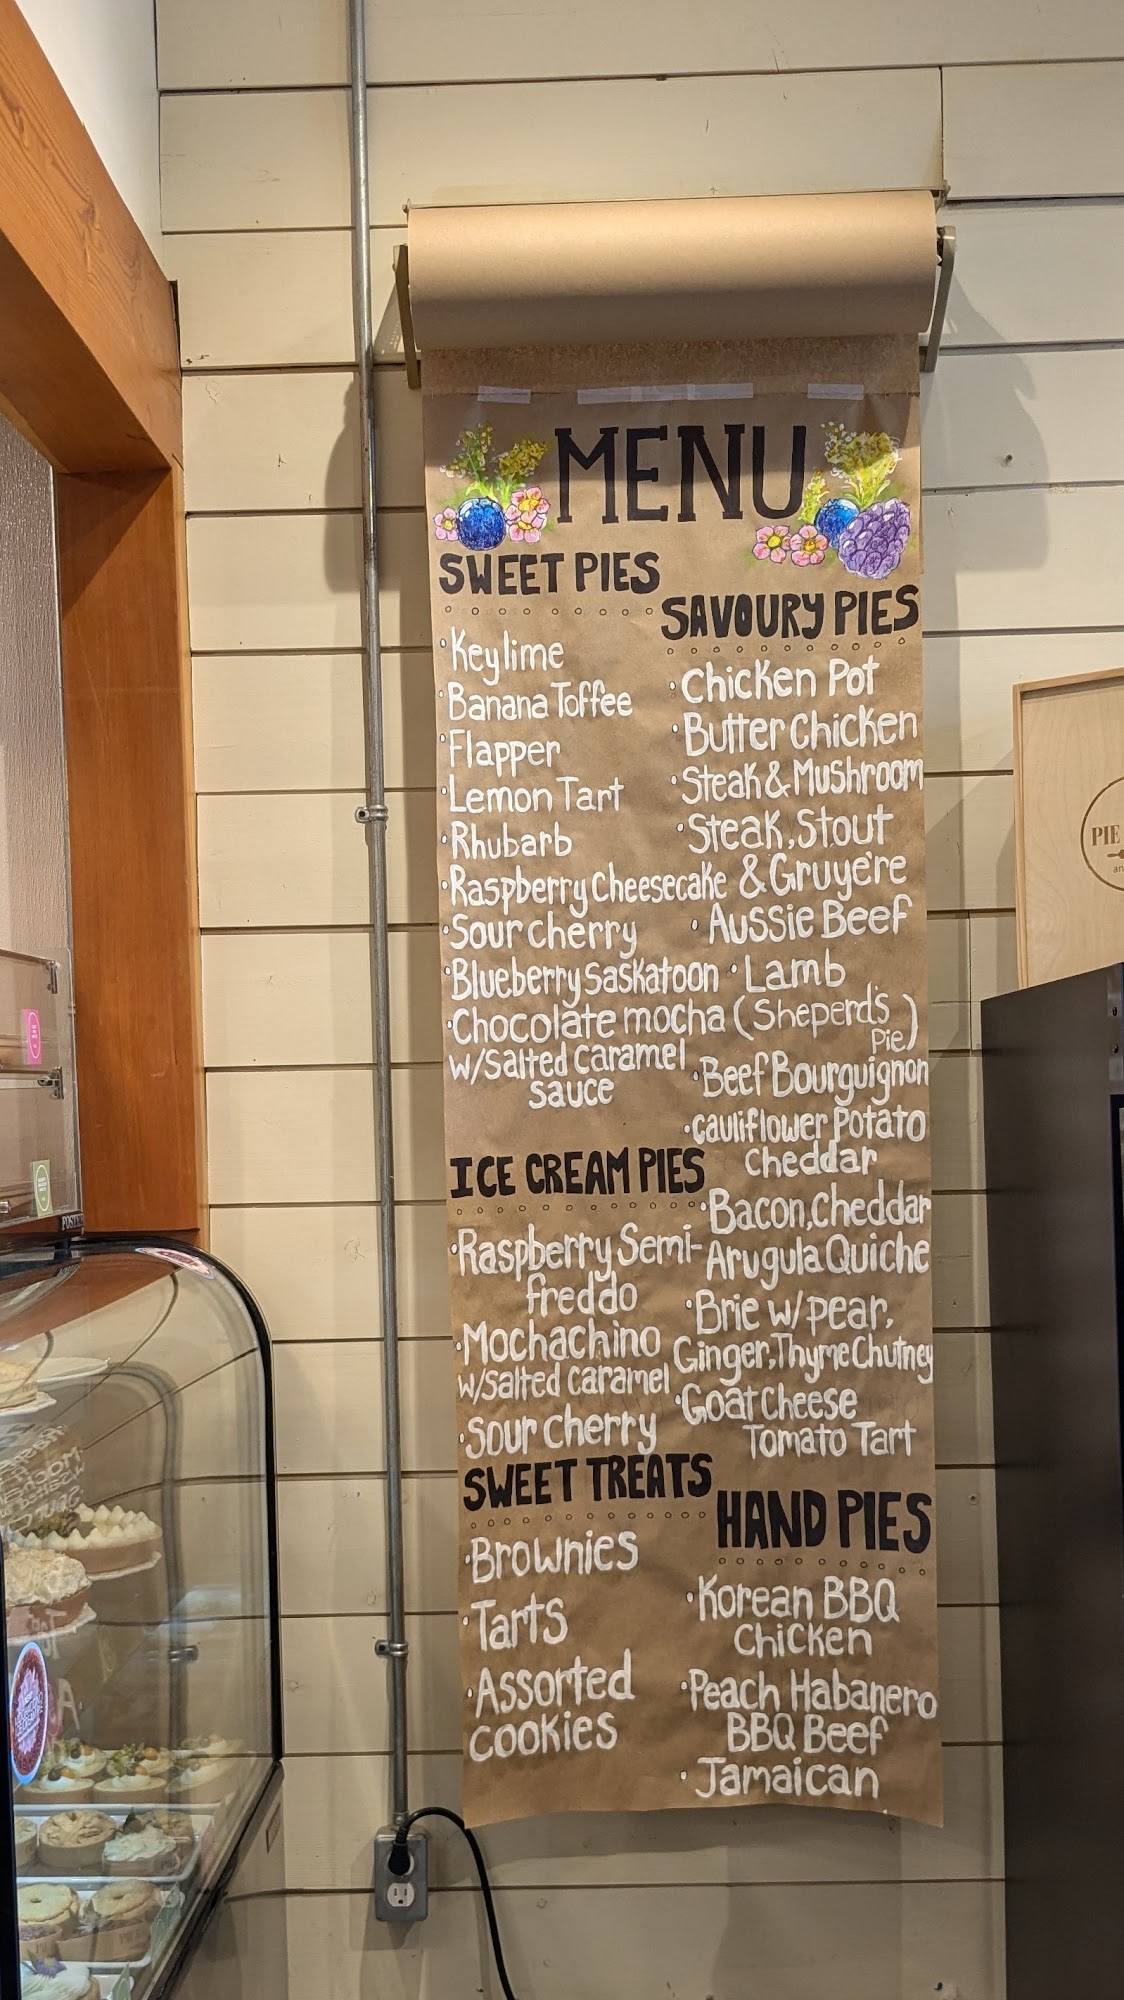 MENU
SWEET PIES
Keylime
Banana Toffee
Flapper
Lemon Tart
Rhubarb
Raspberry Cheesecake
Sour cherry
Blueberry Saskatoon
Chocolate mocha
w/salted caramel
sauce
ICE CREAM PIES
Raspberry Semi-
freddo
Mochachino
w/salted caramel
Sour cherry
SWEET TREATS
Brownies
Tarts
Assorted
cookies
SAVOURY PIES
Chicken Pot
Butter Chicken
Steak & Mushroom
Steak, Stout
& Gruye're
Aussie Beef
Lamb
(Sheperd's
Pie)
Beef Bourguignon
cauliflower potato
cheddar
Bacon, Cheddar
Arugula Quiche
Brie w/ pear,
Ginger, Thyme Chutney
Goat cheese
Tomato Tart
HAND PIES
Korean BBQ
Chicken
Peach Habanero
BBQ Beef
Jamaican
PIE
an